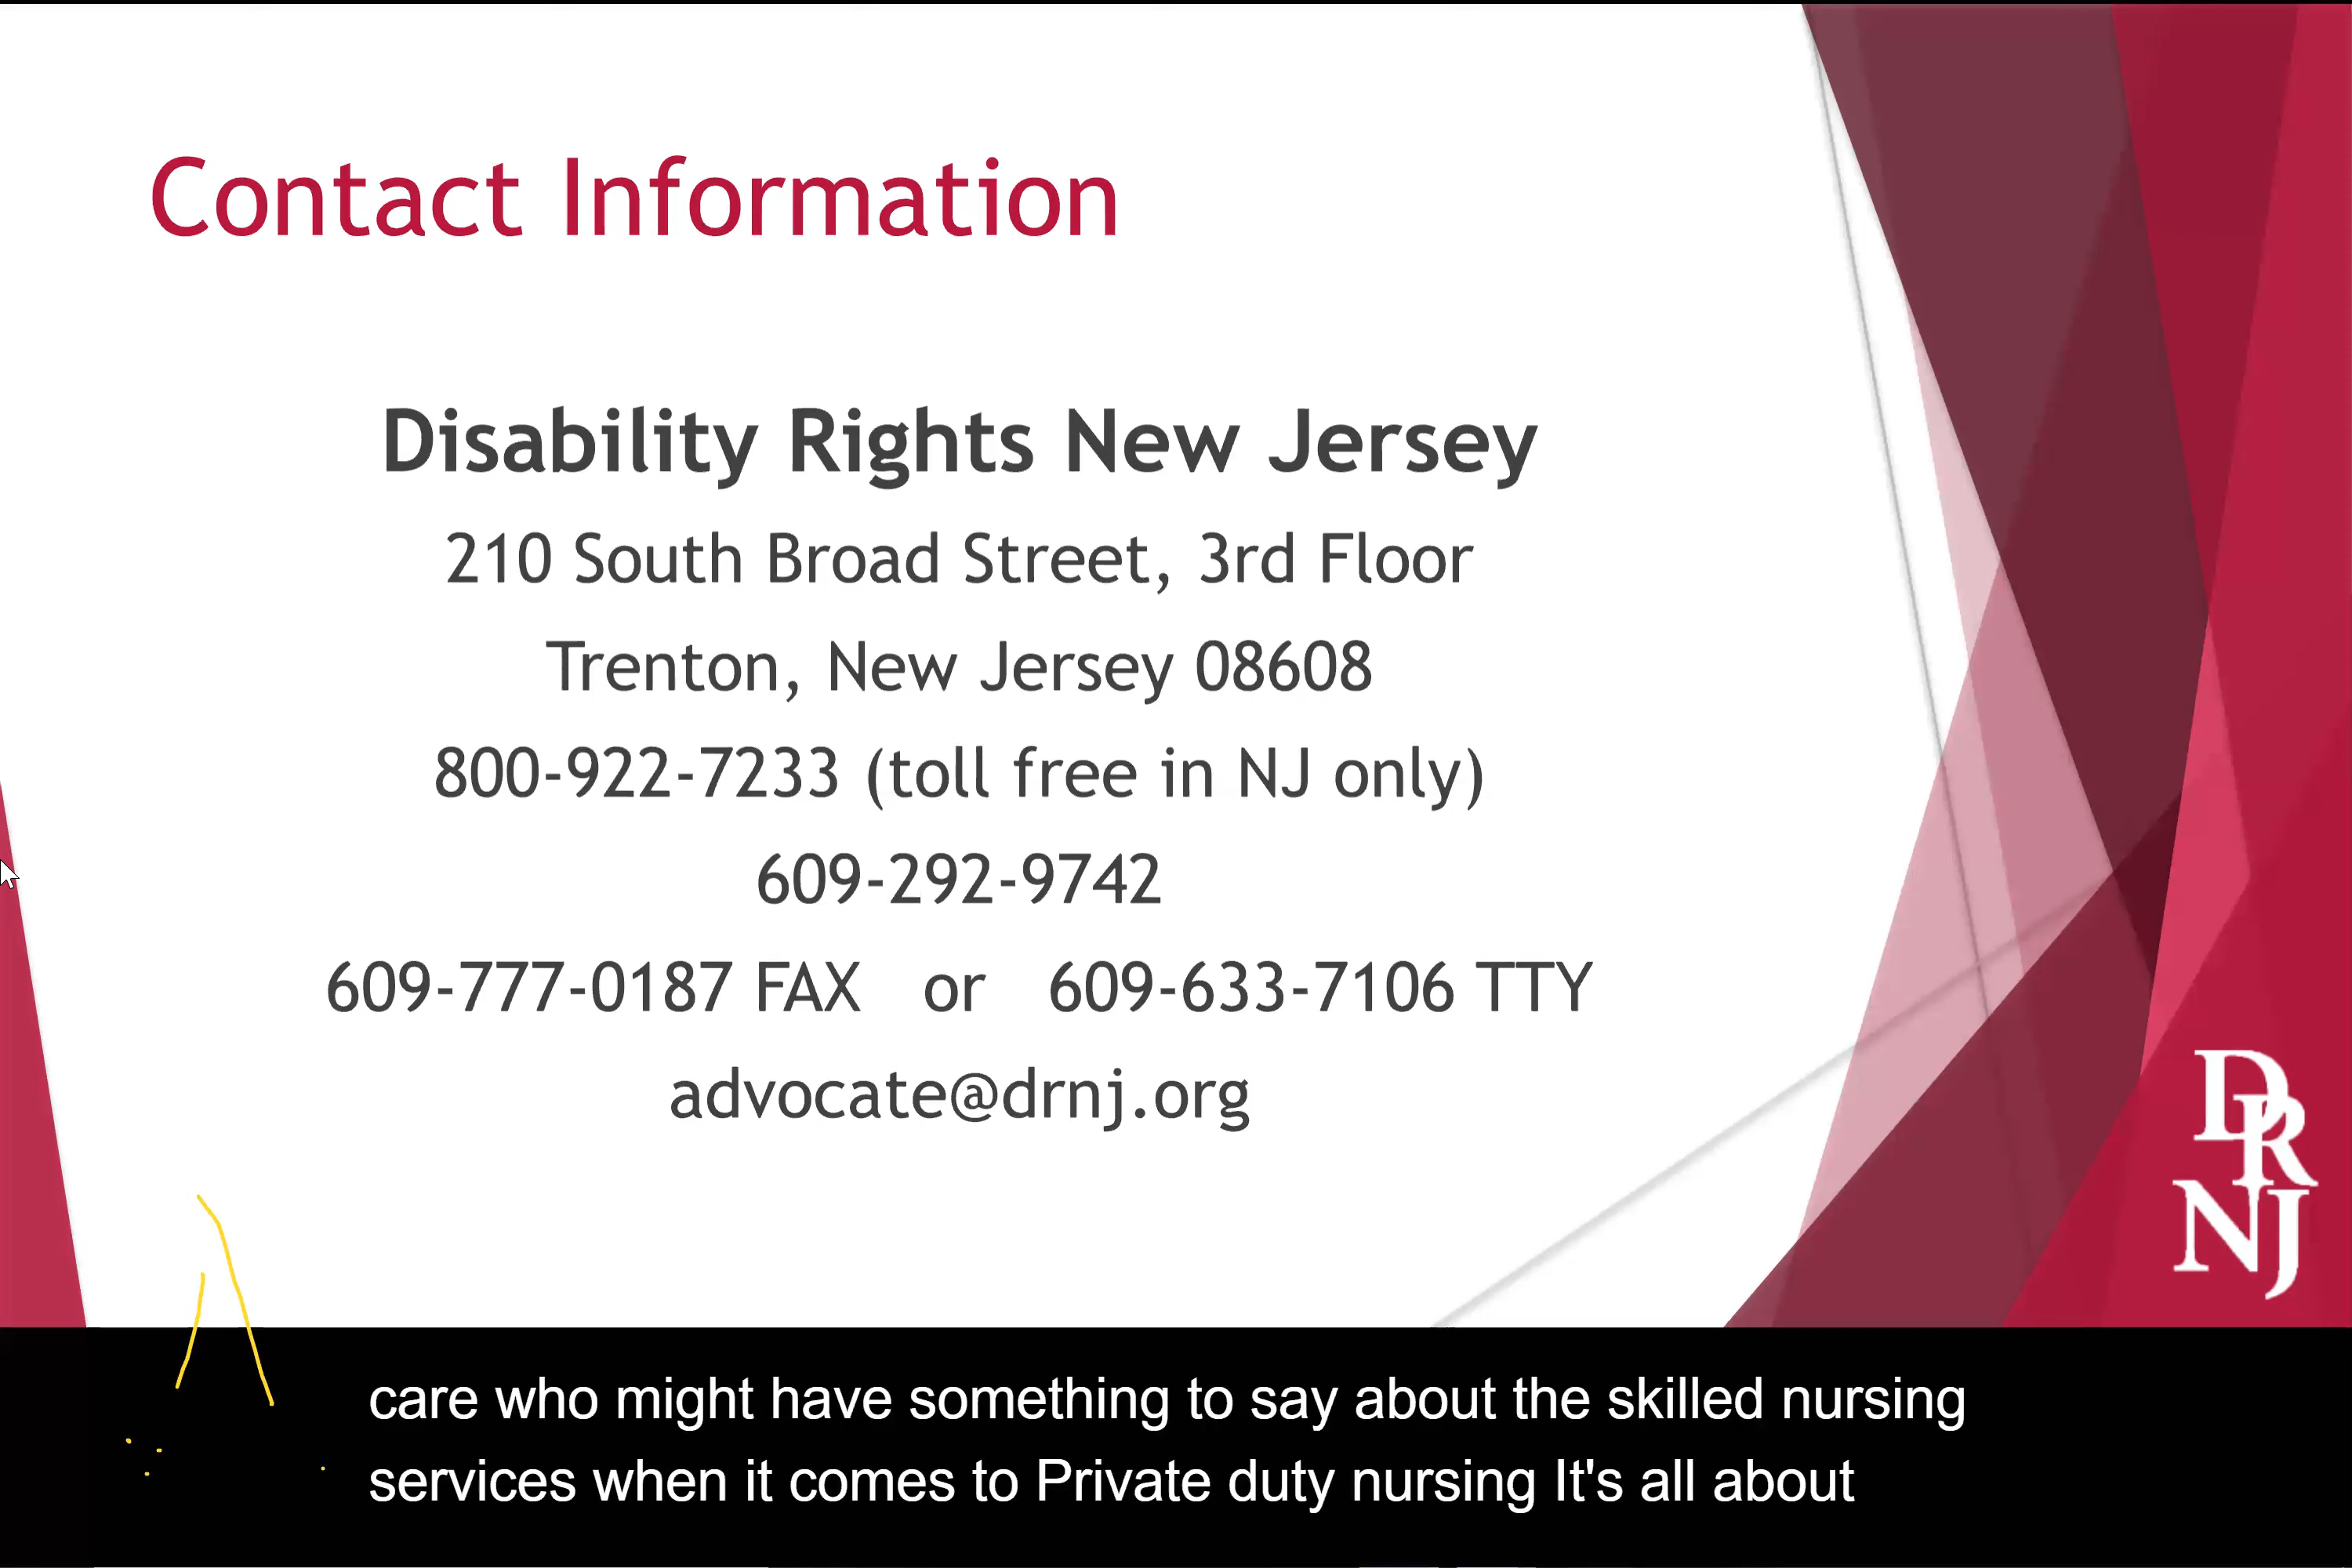 Contact Information
Disability Rights New Jersey
210 South Broad Street, 3rd Floor
Trenton, New Jersey 08608
800-922-7233 (toll free in NJ only)
609-292-9742
609-777-0187 FAX or 609-633-7106 TTY
advocate@drnj.org
DRNJ
care who might have something to say about the skilled nursing
services when it comes to Private duty nursing It's all about